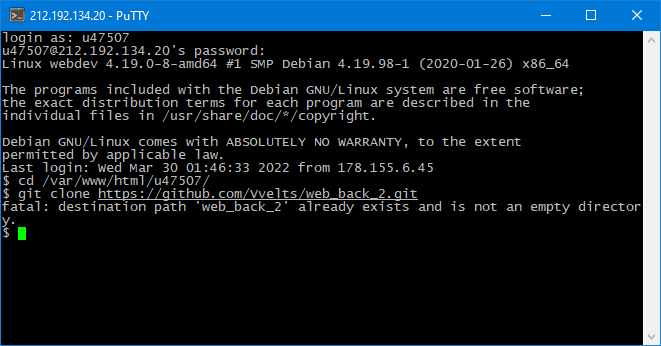 212.192.134.20 - PuTTY
login as: u47507
u47507@212.192.134.20's password:
Linux webdev 4.19.0-8-amd64 #1 SMP Debian 4.19.98-1 (2020-01-26) x86_64
The programs included with the Debian GNU/Linux system are free software;
the exact distribution terms for each program are described in the
individual files in /usr/share/doc/*/copyright.
Debian GNU/Linux comes with ABSOLUTELY NO WARRANTY, to the extent
permitted by applicable law.
Last login: Wed Mar 30 01:46:33 2022 from 178.155.6.45
$ cd /var/www/html/u47507/
$ git clone https://github.com/Vvelts/web_back_2.git
fatal: destination path 'web_back_2' already exists and is not an empty director
y.
$